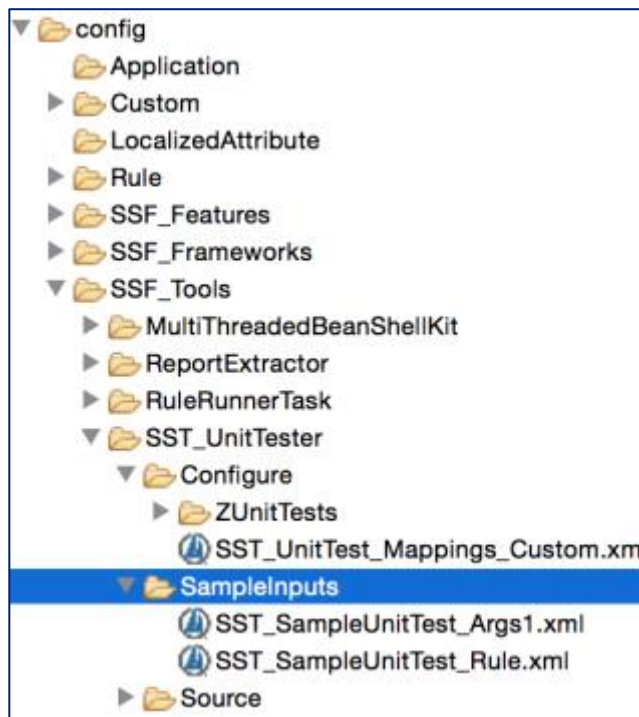 config
Application
Custom
LocalizedAttribute
Rule
SSF_Features
SSF_Frameworks
SSF_Tools
MultiThreadedBeanShellKit
ReportExtractor
RuleRunnerTask
SST_UnitTester
Configure
ZUnitTests
SST_UnitTest_Mappings_Custom.xm
SampleInputs
SST_SampleUnitTest_Args1.xml
SST_SampleUnitTest_Rule.xml
Source